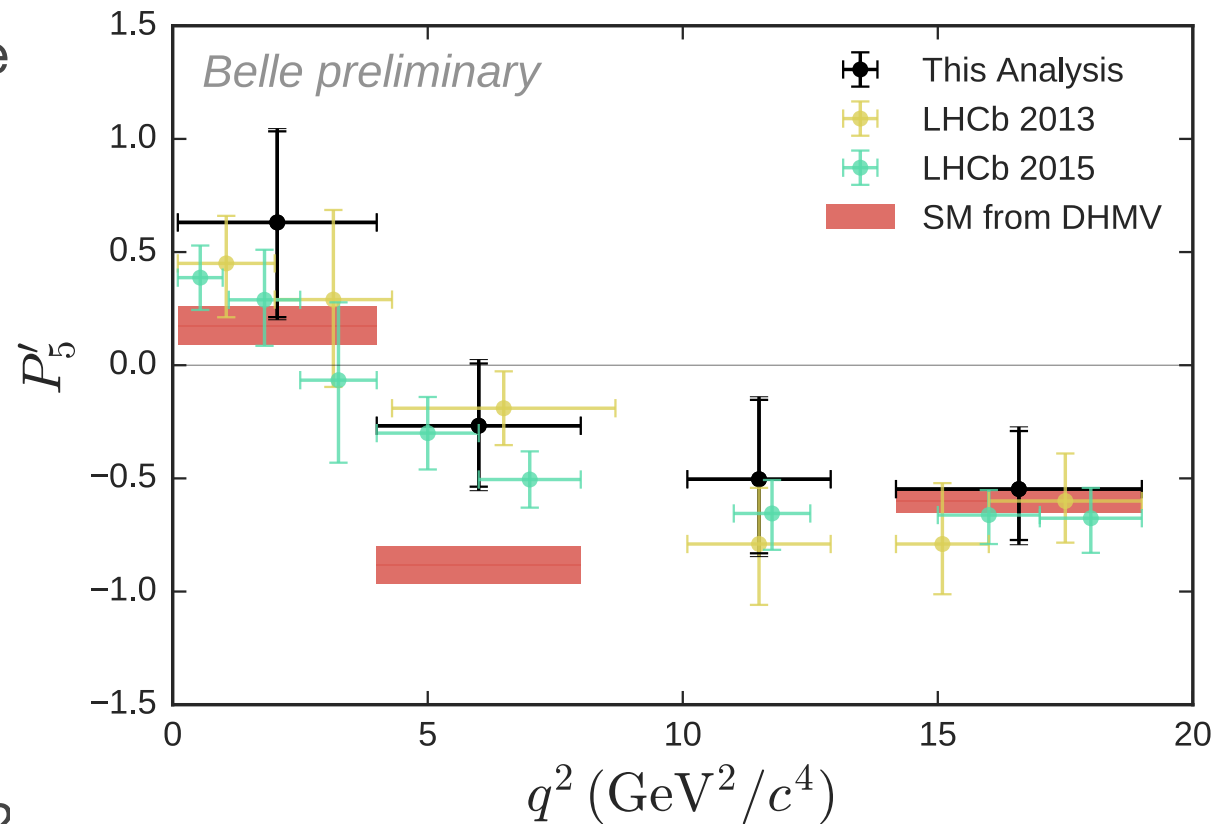 e
Belle preliminary
This Analysis
LHCb 2013
LHCb 2015
SM from DHMV
1.5
1.0
0.5
0.0
−0.5
−1.0
−1.5
P′5
0 5 10 15 20
q² (GeV²/c⁴)